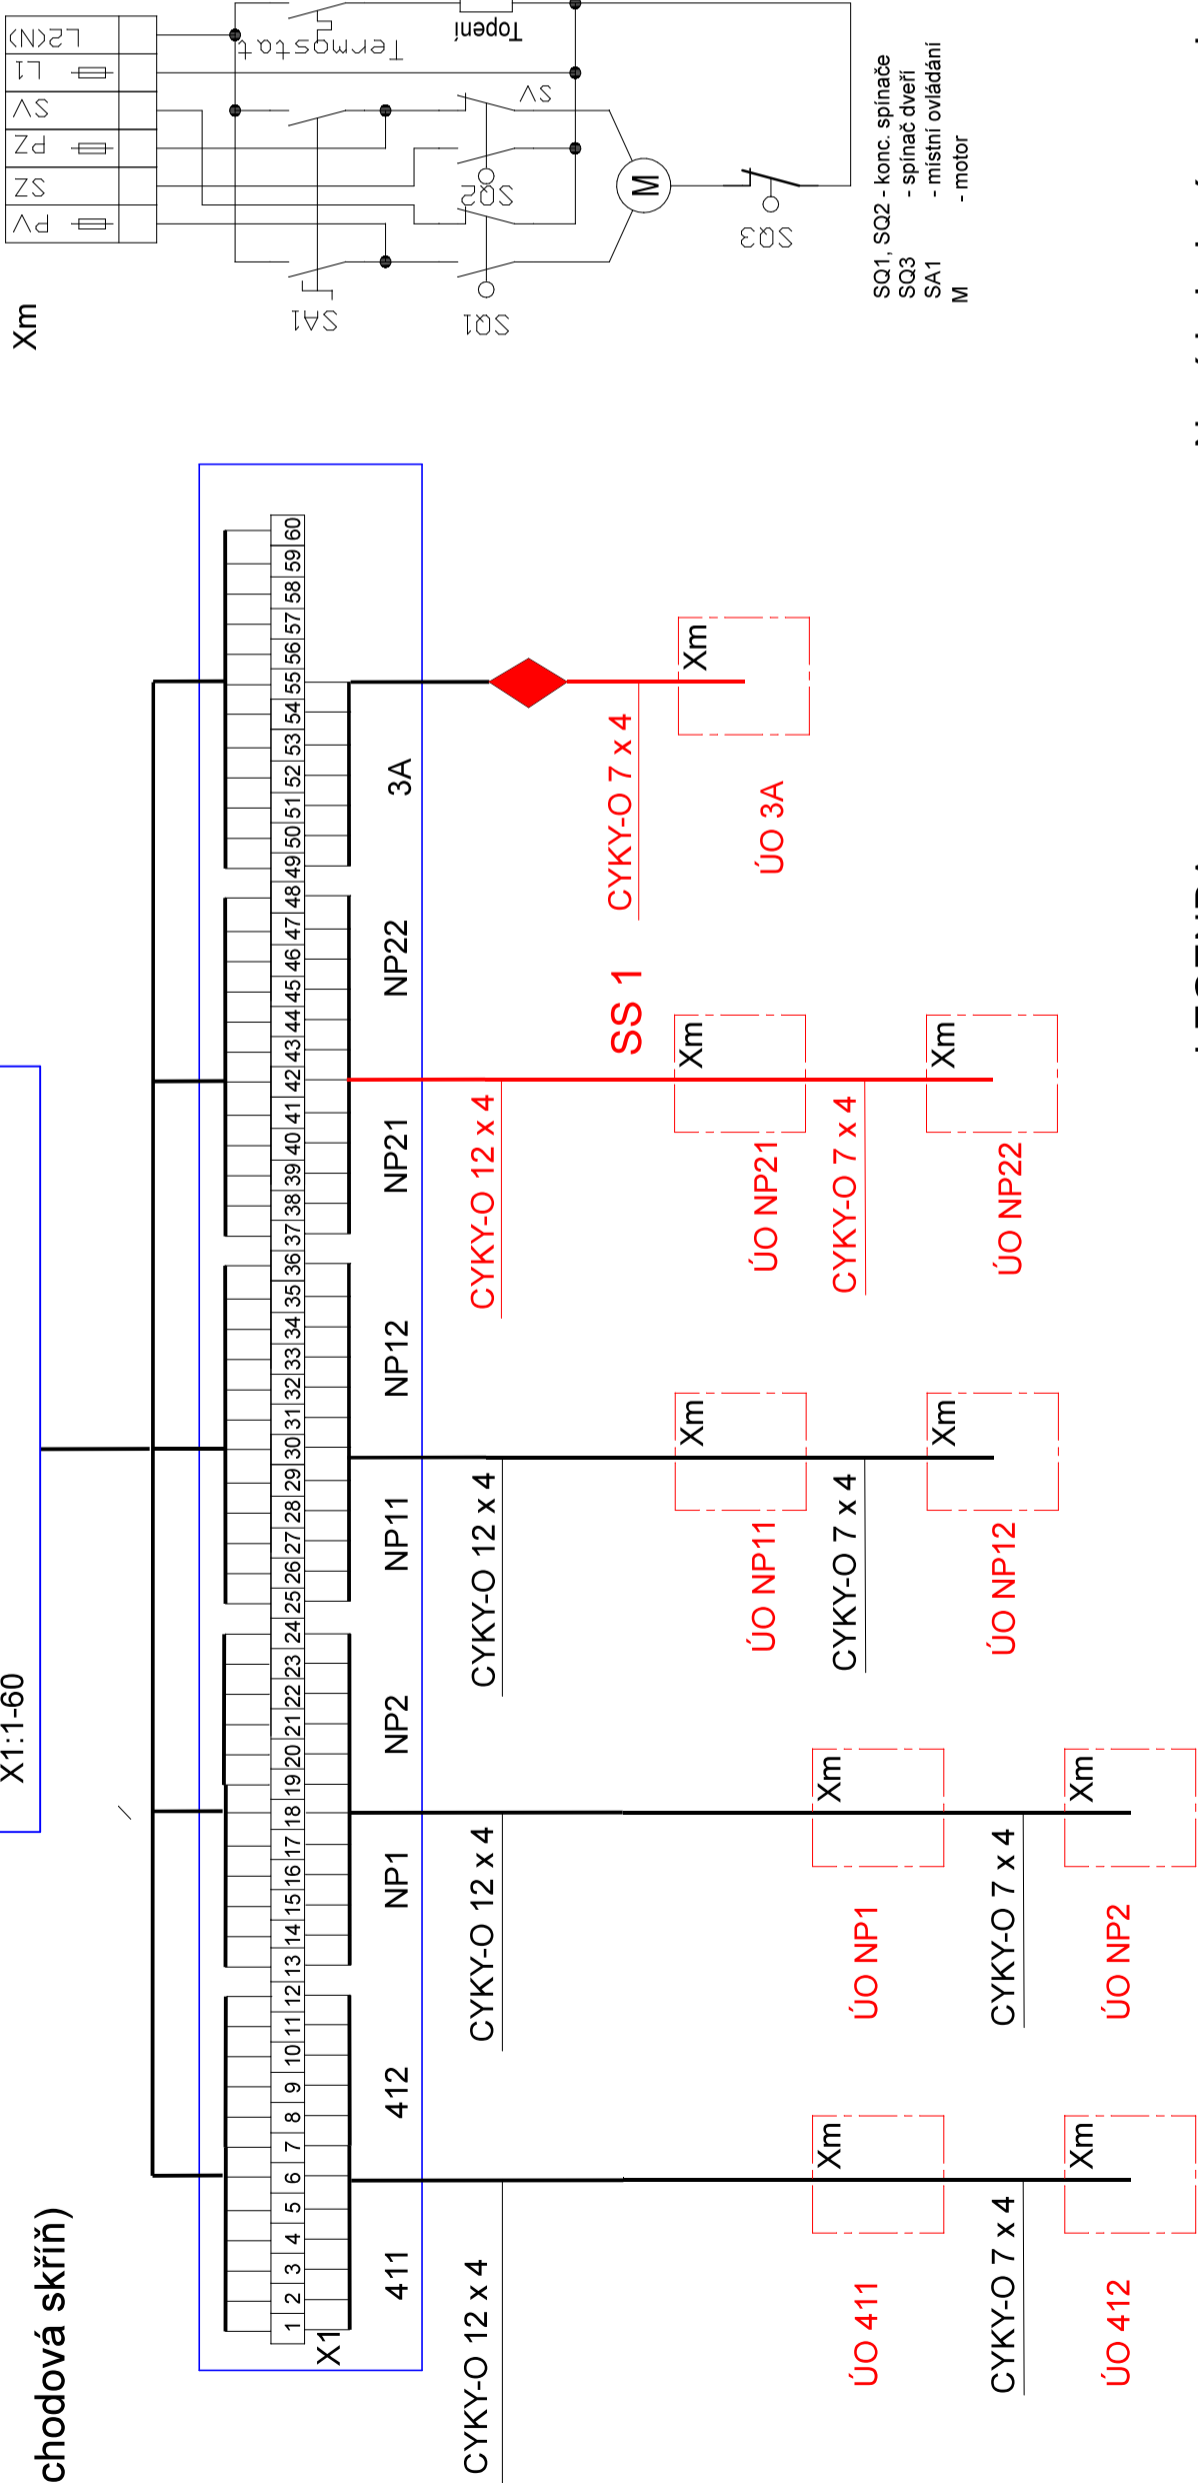 chodová skříň)
X1:1-60
Xm
PV SZ PZ SV L1 L2(N)
Termostat
Topení
SV
SA1
SQ1
SQ2
M
SQ3
SQ1, SQ2 - konc. spínače
SQ3 - spínač dveří
SA1 - místní ovládání
M - motor
X1
1 2 3 4 5 6 7 8 9 10 11 12 13 14 15 16 17 18 19 20 21 22 23 24 25 26 27 28 29 30 31 32 33 34 35 36 37 38 39 40 41 42 43 44 45 46 47 48 49 50 51 52 53 54 55 56 57 58 59 60
411 412 NP1 NP2 NP11 NP12 NP21 NP22 3A
CYKY-O 12 x 4
CYKY-O 12 x 4
CYKY-O 12 x 4
CYKY-O 12 x 4
SS 1
CYKY-O 7 x 4
Xm
Xm
Xm
Xm
Xm
ÚO 411
ÚO NP1
ÚO NP11
ÚO NP21
ÚO 3A
CYKY-O 7 x 4
CYKY-O 7 x 4
CYKY-O 7 x 4
CYKY-O 7 x 4
Xm
Xm
Xm
Xm
ÚO 412
ÚO NP2
ÚO NP12
ÚO NP22